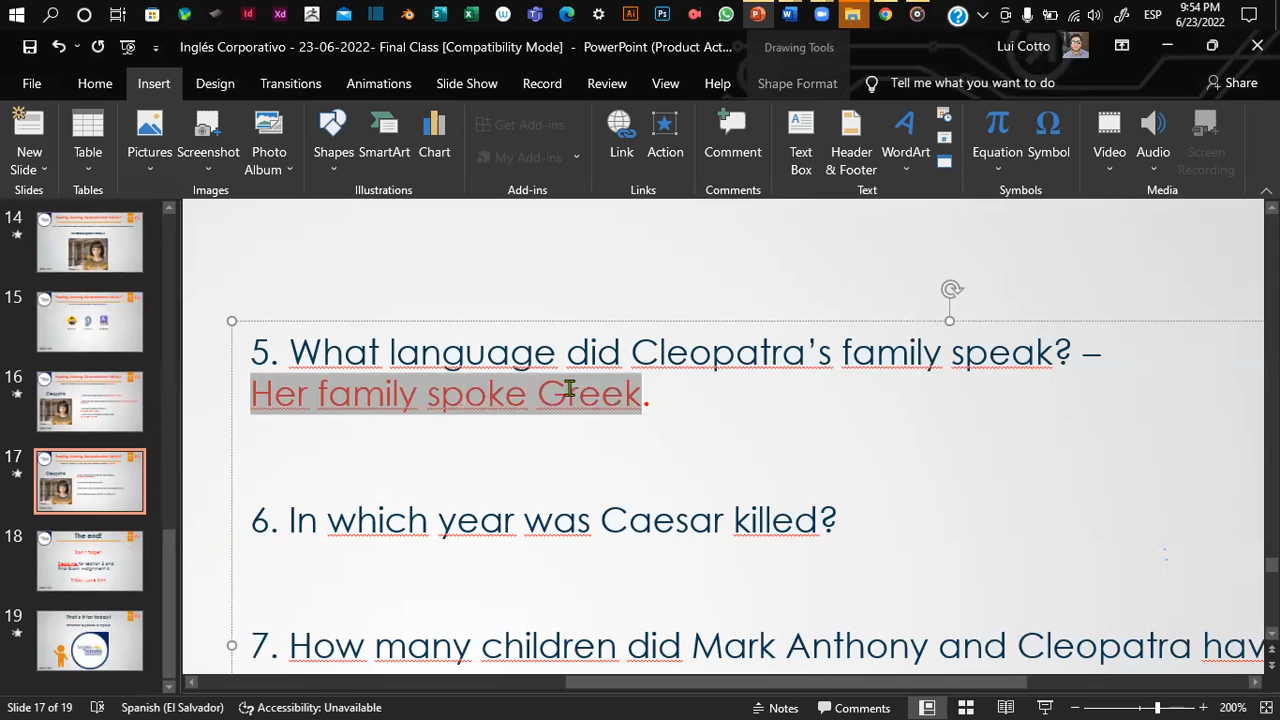 ESP
9:54 PM
6/23/2022
Inglés Corporativo - 23-06-2022- Final Class [Compatibility Mode] - PowerPoint (Product Act...
Drawing Tools
Lui Cotto
File
Home
Insert
Design
Transitions
Animations
Slide Show
Record
Review
View
Help
Shape Format
Tell me what you want to do
Share
New Slide
Table
Pictures
Screenshot
Photo Album
Shapes
SmartArt
Chart
Get Add-ins
My Add-ins
Link
Action
Comment
Text Box
Header & Footer
WordArt
Equation
Symbol
Video
Audio
Screen Recording
Slides
Tables
Images
Illustrations
Add-ins
Links
Comments
Text
Symbols
Media
14
15
16
17
18
The end!
Don't forget
19
That's it for today!
5. What language did Cleopatra’s family speak? –
Her family spoke Greek.
6. In which year was Caesar killed?
7. How many children did Mark Anthony and Cleopatra hav
Slide 17 of 19
Spanish (El Salvador)
Accessibility: Unavailable
Notes
Comments
200%